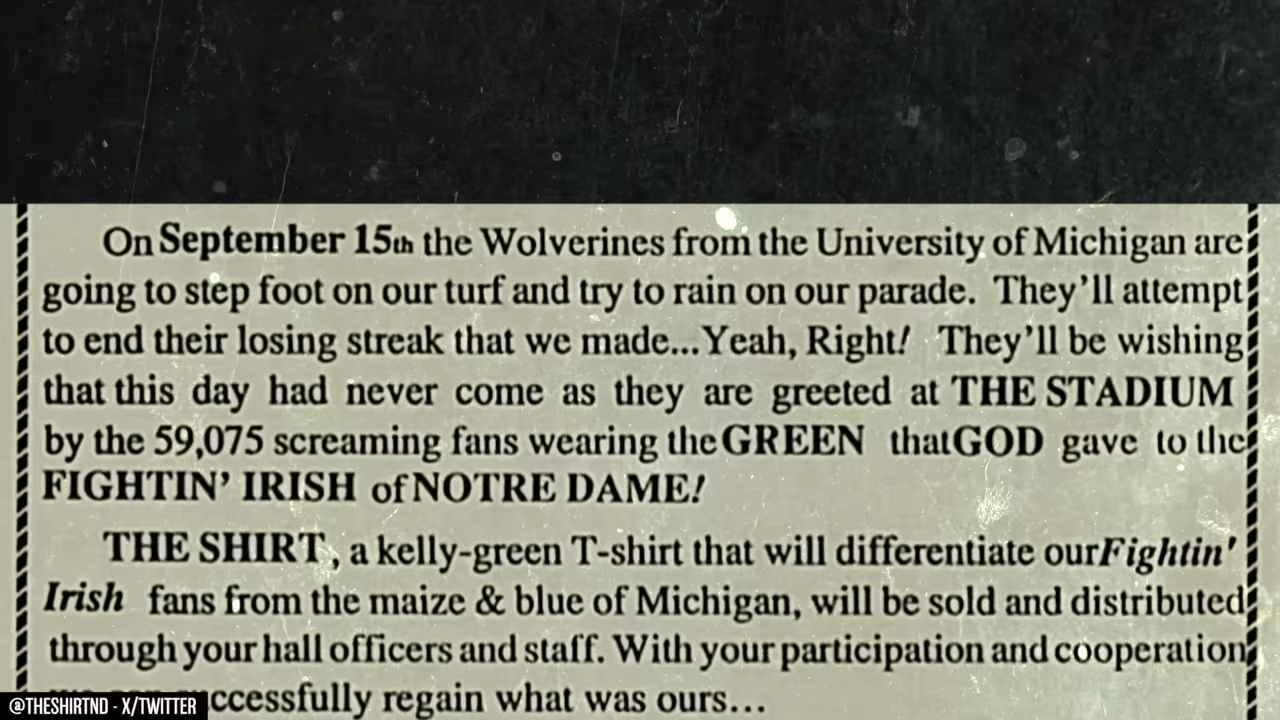 On September 15th the Wolverines from the University of Michigan are
going to step foot on our turf and try to rain on our parade. They'll attempt
to end their losing streak that we made...Yeah, Right! They'll be wishing
that this day had never come as they are greeted at THE STADIUM
by the 59,075 screaming fans wearing the GREEN that GOD gave to the
FIGHTIN' IRISH of NOTRE DAME!
THE SHIRT, a kelly-green T-shirt that will differentiate our Fightin'
Irish fans from the maize & blue of Michigan, will be sold and distributed
through your hall officers and staff. With your participation and cooperation
successfully regain what was ours...
@THESHIRTND - X/TWITTER